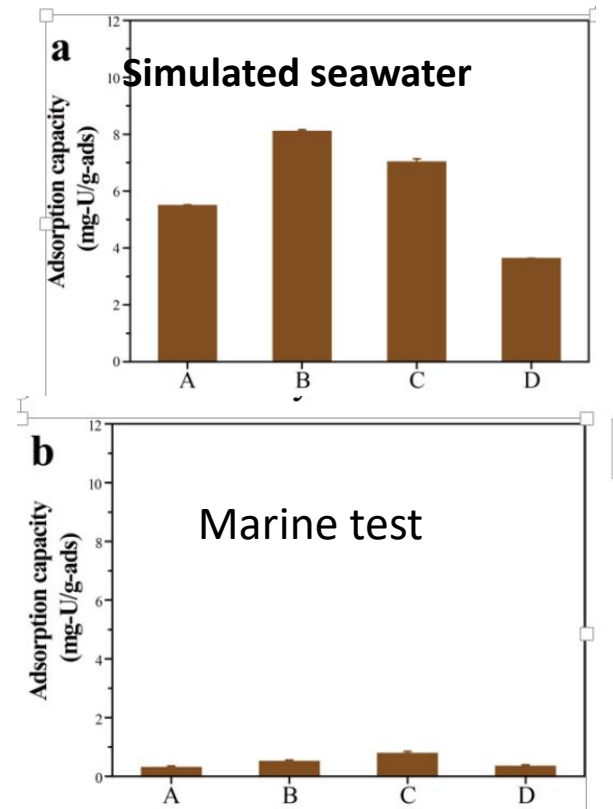 a
Simulated seawater
Adsorption capacity
(mg-U/g-ads)
12
10
8
6
4
2
0
A B C D
b
Marine test
Adsorption capacity
(mg-U/g-ads)
12
10
8
6
4
2
0
A B C D